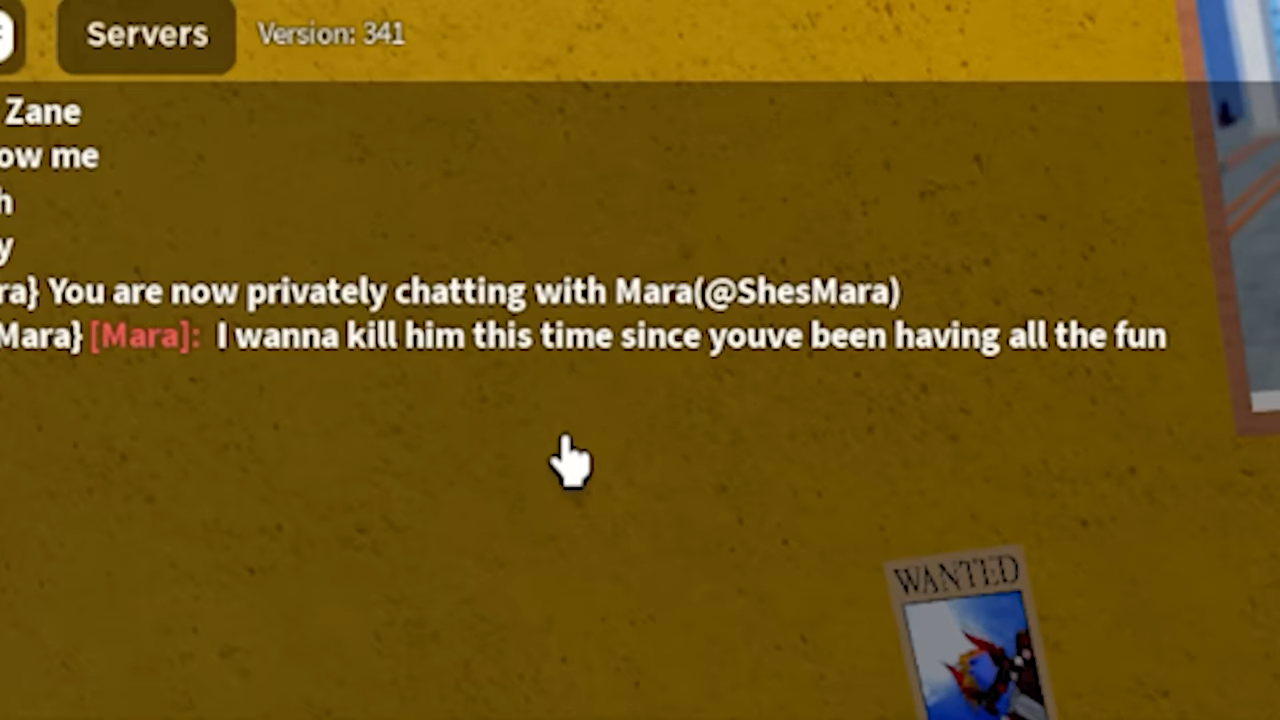 Servers Version: 341
Zane
ow me
h
y
ra} You are now privately chatting with Mara(@ShesMara)
Mara} [Mara]: I wanna kill him this time since youve been having all the fun
WANTED